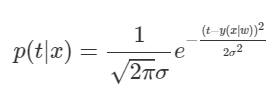 p(t|x) = \frac{1}{\sqrt{2\pi}\sigma} e^{-\frac{(t-y(x|w))^2}{2\sigma^2}}